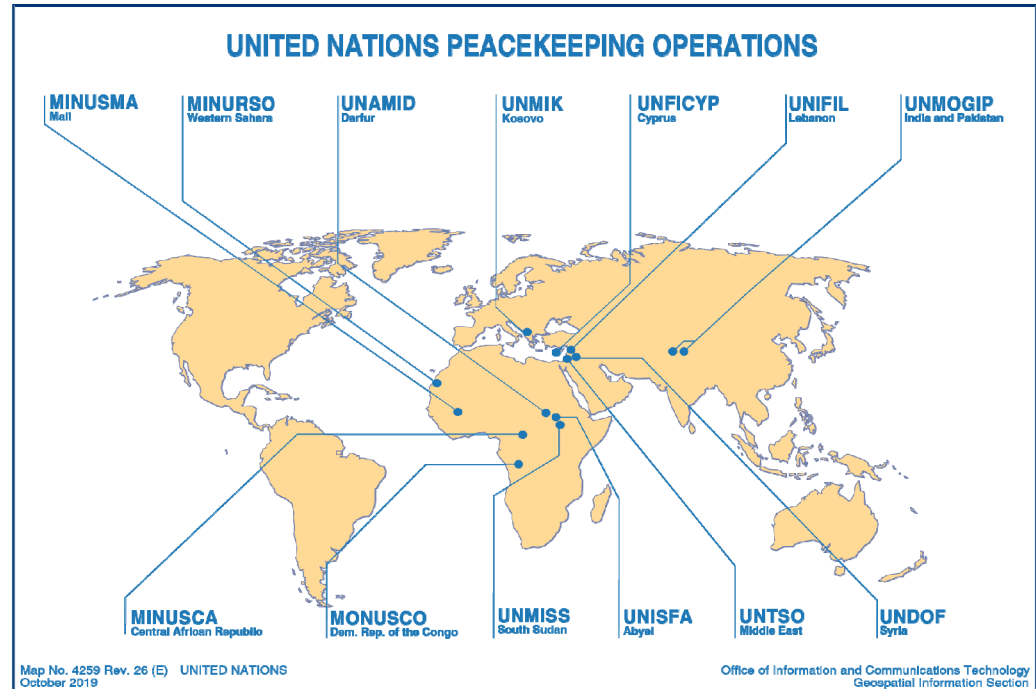 UNITED NATIONS PEACEKEEPING OPERATIONS
MINUSMA
Mali
MINURSO
Western Sahara
UNAMID
Darfur
UNMIK
Kosovo
UNFICYP
Cyprus
UNIFIL
Lebanon
UNMOGIP
India and Pakistan
MINUSCA
Central African Republic
MONUSCO
Dem. Rep. of the Congo
UNMISS
South Sudan
UNISFA
Abyei
UNTSO
Middle East
UNDOF
Syria
Map No. 4259 Rev. 26 (E) UNITED NATIONS
October 2019
Office of Information and Communications Technology
Geospatial Information Section